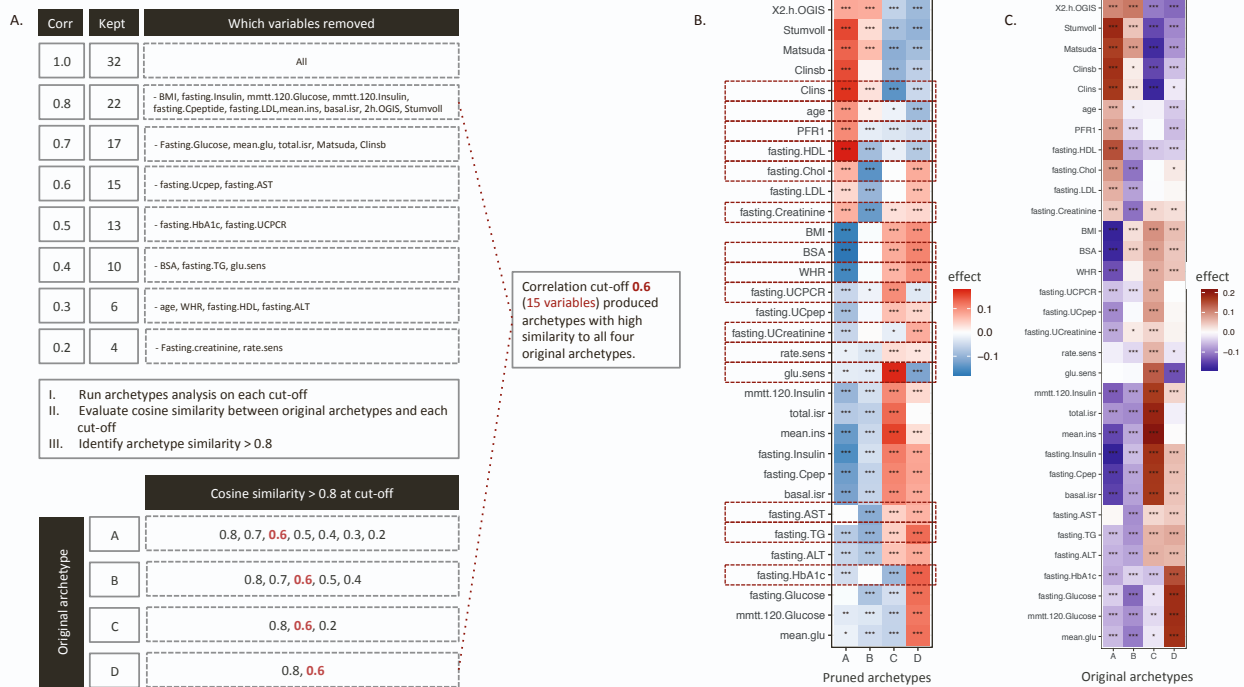 A.
Corr Kept Which variables removed
1.0 32 All
0.8 22 - BMI, fasting.Insulin, mmtt.120.Glucose, mmtt.120.Insulin,
fasting.Cpeptide, fasting.LDL,mean.ins, basal.isr, 2h.OGIS, Stumvoll
0.7 17 - Fasting.Glucose, mean.glu, total.isr, Matsuda, Clinsb
0.6 15 - fasting.Ucpep, fasting.AST
0.5 13 - fasting.HbA1c, fasting.UCPCR
0.4 10 - BSA, fasting.TG, glu.sens
0.3 6 - age, WHR, fasting.HDL, fasting.ALT
0.2 4 - Fasting.creatinine, rate.sens
I. Run archetypes analysis on each cut-off
II. Evaluate cosine similarity between original archetypes and each
cut-off
III. Identify archetype similarity > 0.8
Cosine similarity > 0.8 at cut-off
Original archetype
A 0.8, 0.7, 0.6, 0.5, 0.4, 0.3, 0.2
B 0.8, 0.7, 0.6, 0.5, 0.4
C 0.8, 0.6, 0.2
D 0.8, 0.6
Correlation cut-off 0.6
(15 variables) produced
archetypes with high
similarity to all four
original archetypes.
B.
X2.h.OGIS *** *** *** ***
Stumvoll *** *** *** ***
Matsuda *** *** *** ***
Clinsb *** *** ***
Clins *** *** *** ***
age *** * * ***
PFR1 *** *** *** ***
fasting.HDL *** *** * ***
fasting.Chol *** *** ***
fasting.LDL *** *** ***
fasting.Creatinine *** *** ** ***
BMI *** *** ***
BSA *** *** ***
WHR *** *** ***
fasting.UCPCR *** * *** **
fasting.UCpep *** *** ***
fasting.UCreatinine *** * ***
rate.sens * *** *** **
glu.sens ** *** *** ***
mmtt.120.Insulin *** *** *** ***
total.isr *** *** ***
mean.ins *** *** *** ***
fasting.Insulin *** *** *** ***
fasting.Cpep *** *** *** ***
basal.isr *** *** *** ***
fasting.AST *** *** ***
fasting.TG *** *** *** ***
fasting.ALT *** *** *** ***
fasting.HbA1c *** *** ***
fasting.Glucose *** *** ***
mmtt.120.Glucose ** *** *** ***
mean.glu * *** *** ***
A B C D
Pruned archetypes
effect
0.1
0.0
−0.1
C.
X2.h.OGIS *** *** *** ***
Stumvoll *** *** *** ***
Matsuda *** *** *** ***
Clinsb *** * *** ***
Clins *** *** *** *
age *** * ***
PFR1 *** *** ***
fasting.HDL *** *** *** ***
fasting.Chol *** *** *
fasting.LDL *** ***
fasting.Creatinine *** *** ** **
BMI *** *** *** ***
BSA *** *** *** ***
WHR *** *** ***
fasting.UCPCR *** * ***
fasting.UCpep *** ***
fasting.UCreatinine *** * ***
rate.sens *** *** *
glu.sens *** ***
mmtt.120.Insulin *** *** *** ***
total.isr *** *** ***
mean.ins *** *** ***
fasting.Insulin *** *** *** ***
fasting.Cpep *** *** *** ***
basal.isr *** *** *** ***
fasting.AST *** *** ***
fasting.TG *** *** *** ***
fasting.ALT *** *** *** ***
fasting.HbA1c *** *** *** ***
fasting.Glucose *** *** * ***
mmtt.120.Glucose *** *** ** ***
mean.glu *** *** * ***
A B C D
Original archetypes
effect
0.2
0.1
0.0
−0.1